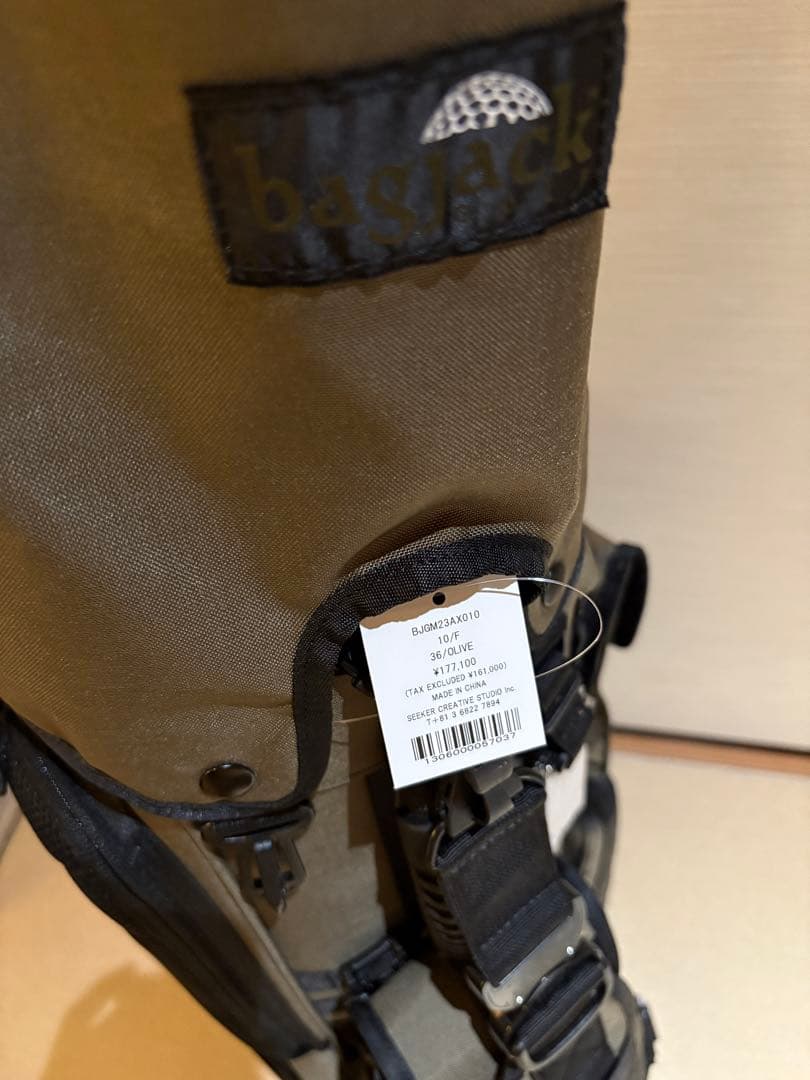 bagjack
BJGM23AX010
10/F
36/OLIVE
¥177,100
(TAX EXCLUDED ¥161,000)
MADE IN CHINA
SEEKER CREATIVE STUDIO Inc.
T+81 3 6822 7894
1306000057037